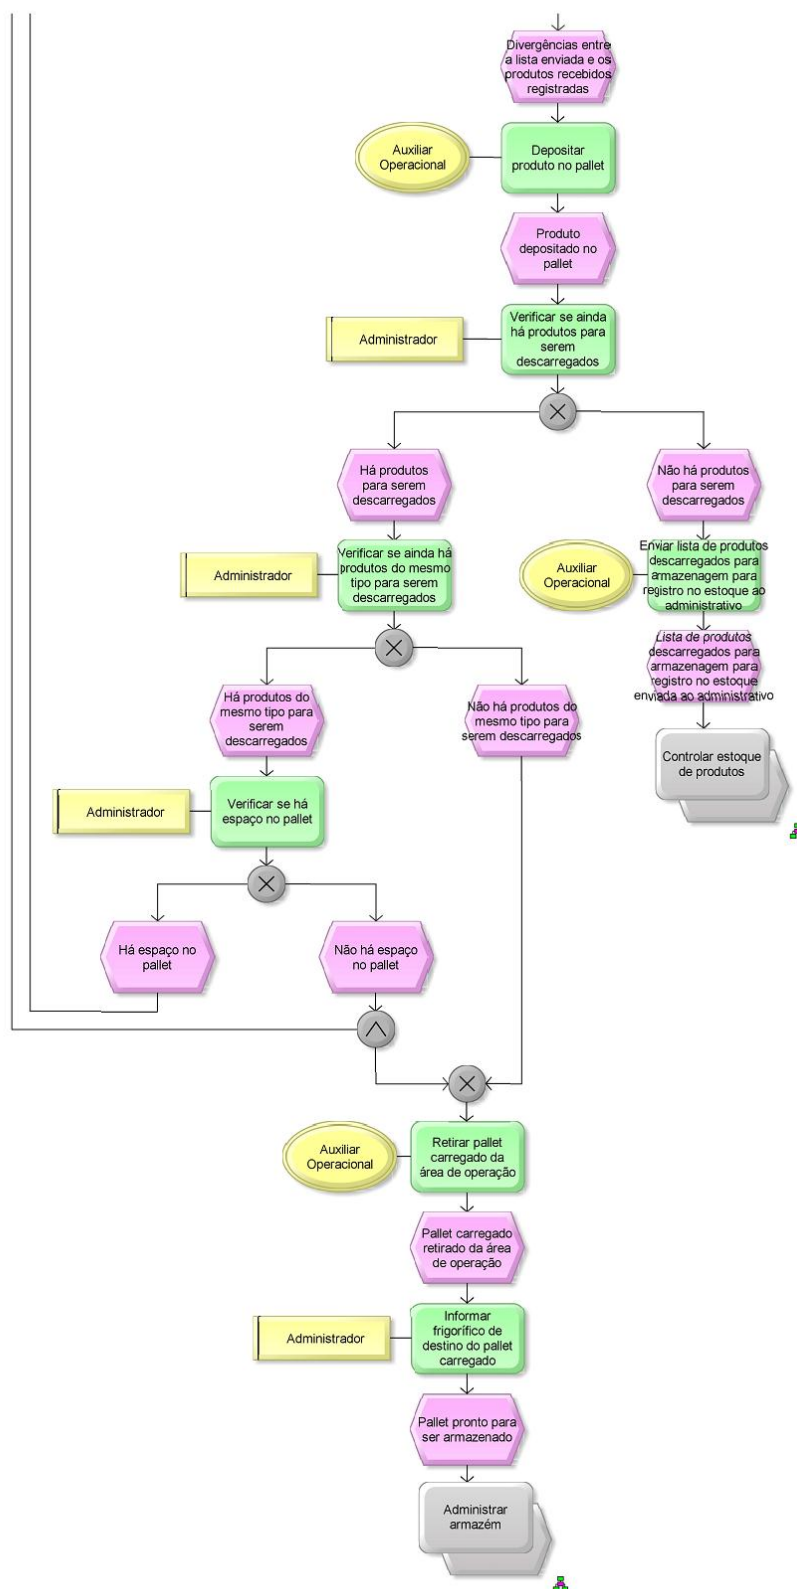 Divergências entre
a lista enviada e os
produtos recebidos
registradas
Auxiliar
Operacional
Depositar
produto no pallet
Produto
depositado no
pallet
Administrador
Verificar se ainda
há produtos para
serem
descarregados
Há produtos
para serem
descarregados
Não há produtos
para serem
descarregados
Administrador
Verificar se ainda há
produtos do mesmo
tipo para serem
descarregados
Auxiliar
Operacional
Enviar lista de produtos
descarregados para
armazenagem para
registro no estoque ao
administrativo
Lista de produtos
descarregados para
armazenagem para
registro no estoque
enviada ao administrativo
Há produtos do
mesmo tipo para
serem
descarregados
Não há produtos do
mesmo tipo para
serem descarregados
Controlar estoque
de produtos
Administrador
Verificar se há
espaço no pallet
Há espaço no
pallet
Não há espaço
no pallet
Auxiliar
Operacional
Retirar pallet
carregado da
área de operação
Pallet carregado
retirado da área
de operação
Administrador
Informar
frigorífico de
destino do pallet
carregado
Pallet pronto para
ser armazenado
Administrar
armazém